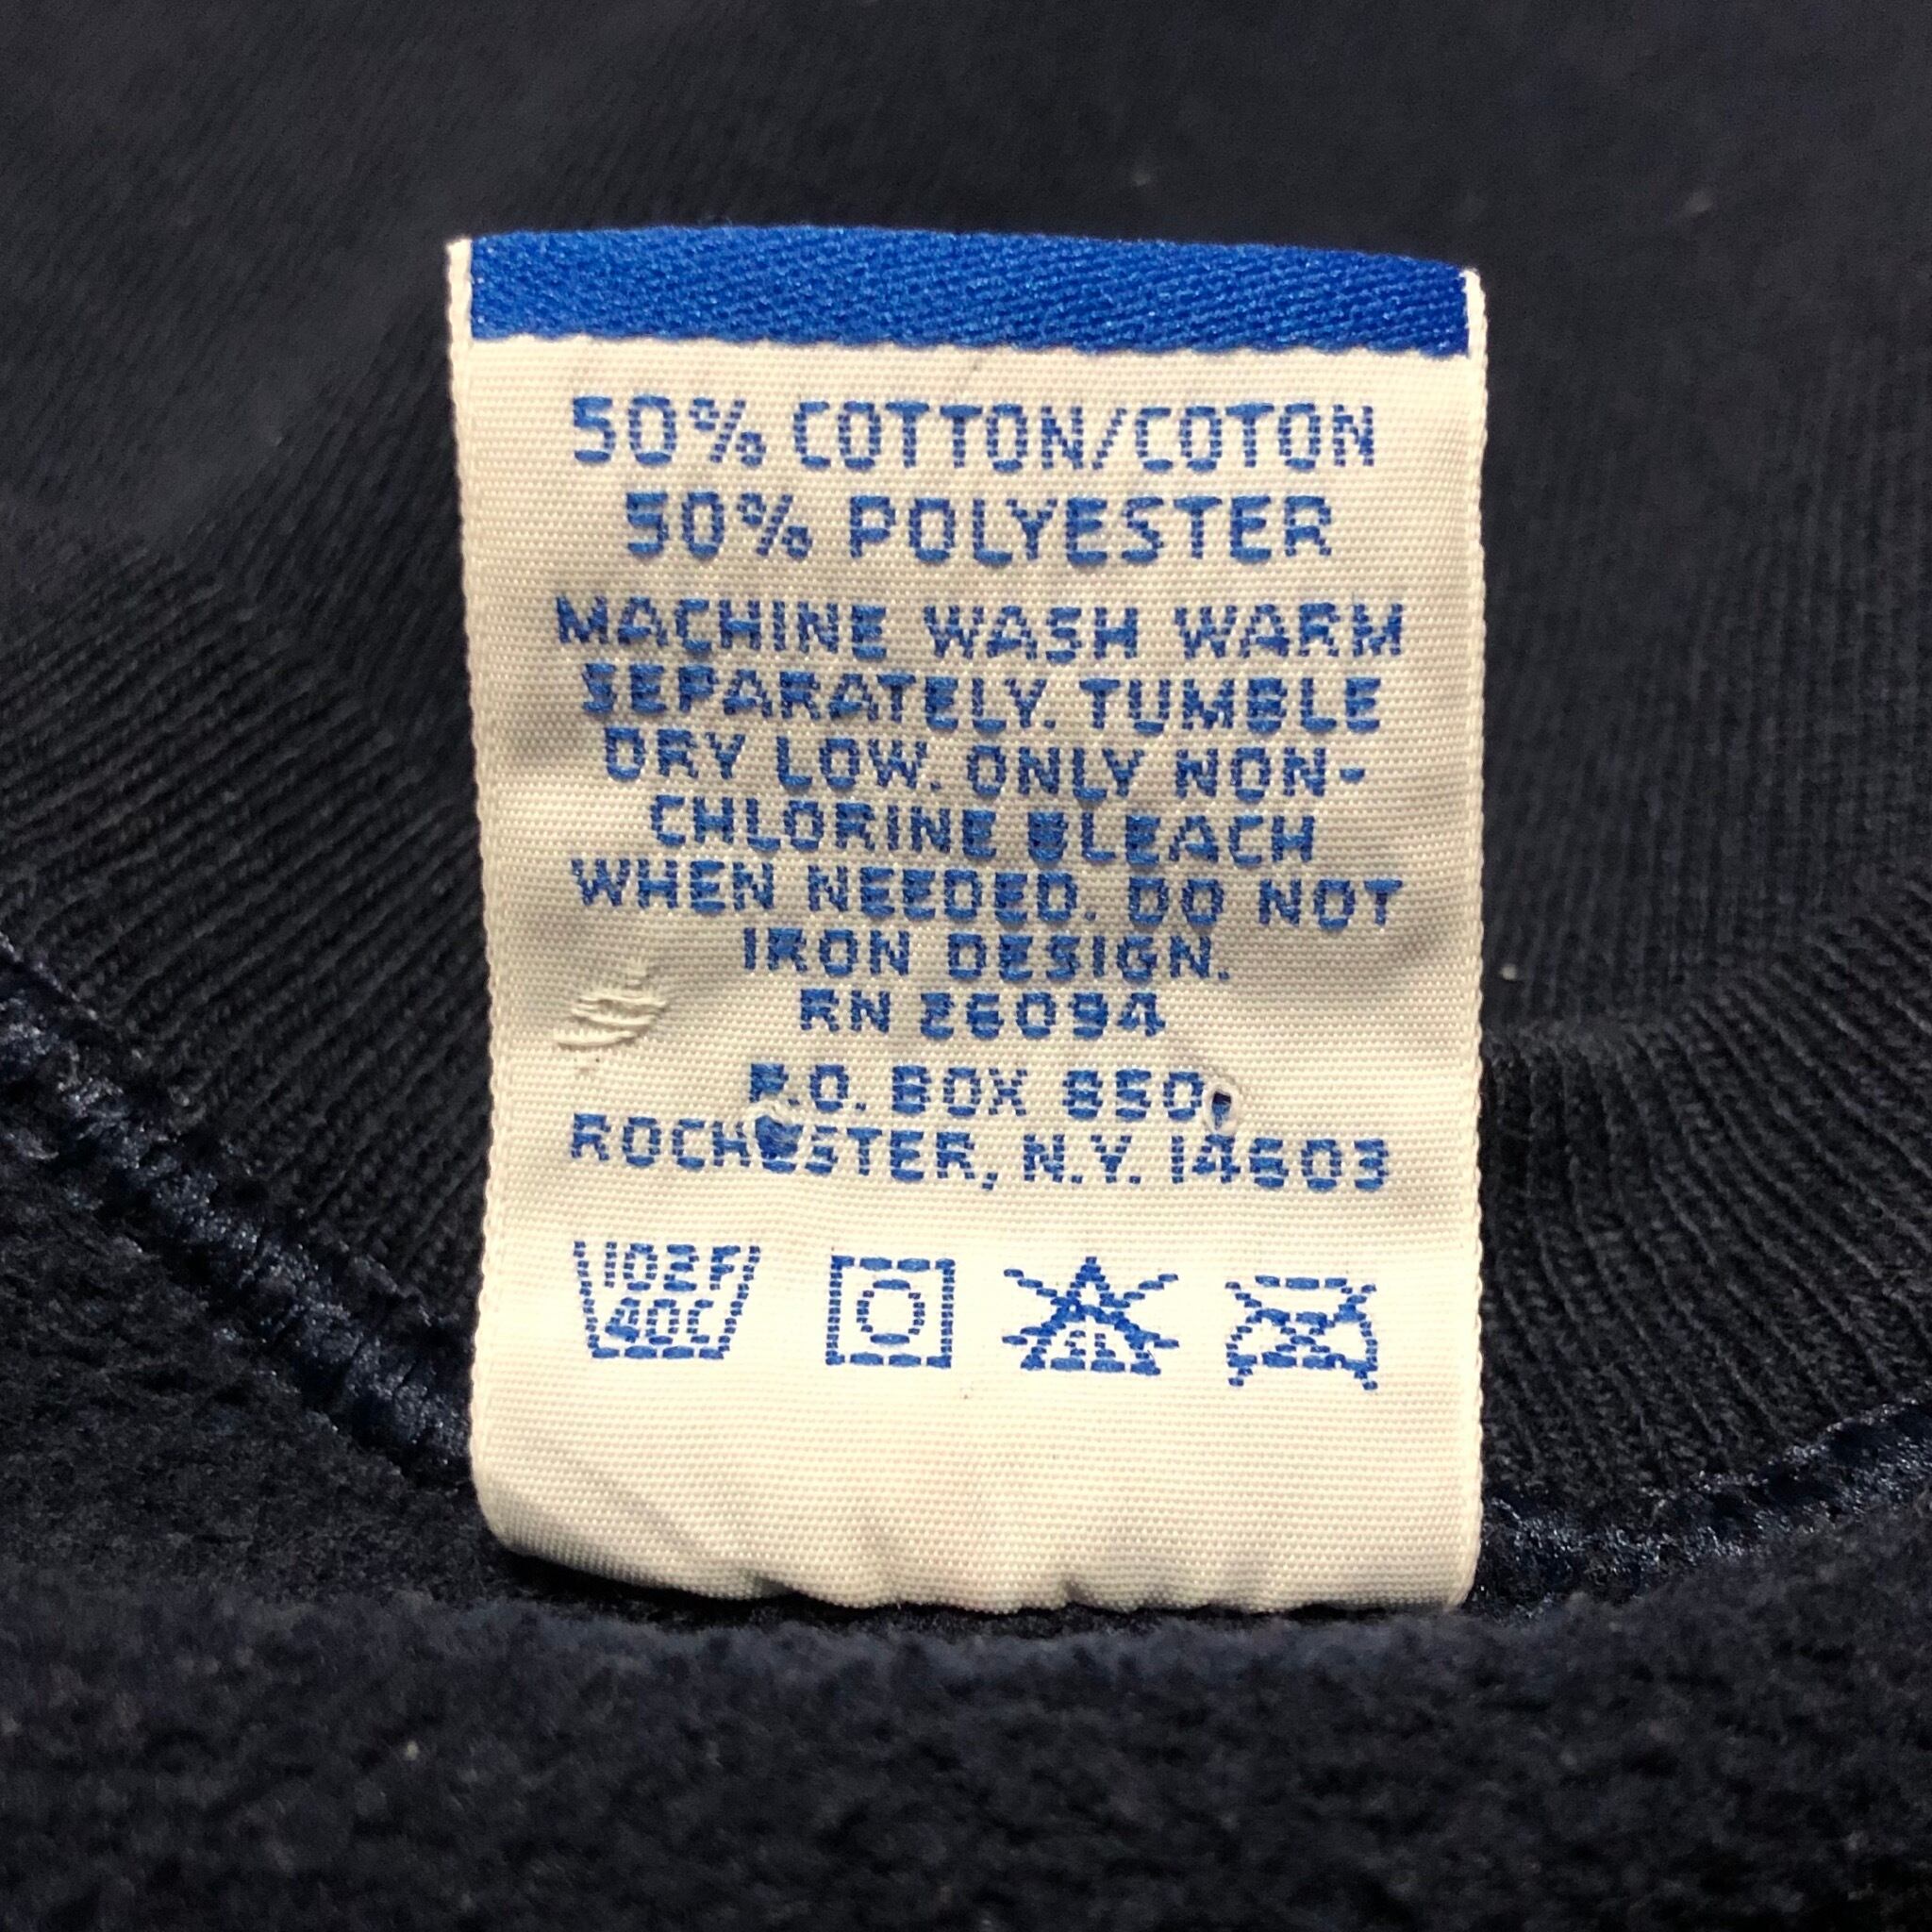 50% COTTON/COTON
50% POLYESTER
MACHINE WASH WARM
SEPARATELY. TUMBLE
DRY LOW. ONLY NON-
CHLORINE BLEACH
WHEN NEEDED. DO NOT
IRON DESIGN.
RN 26094
P.O. BOX 850
ROCHESTER, N.Y. 14603
102F
40C
CL